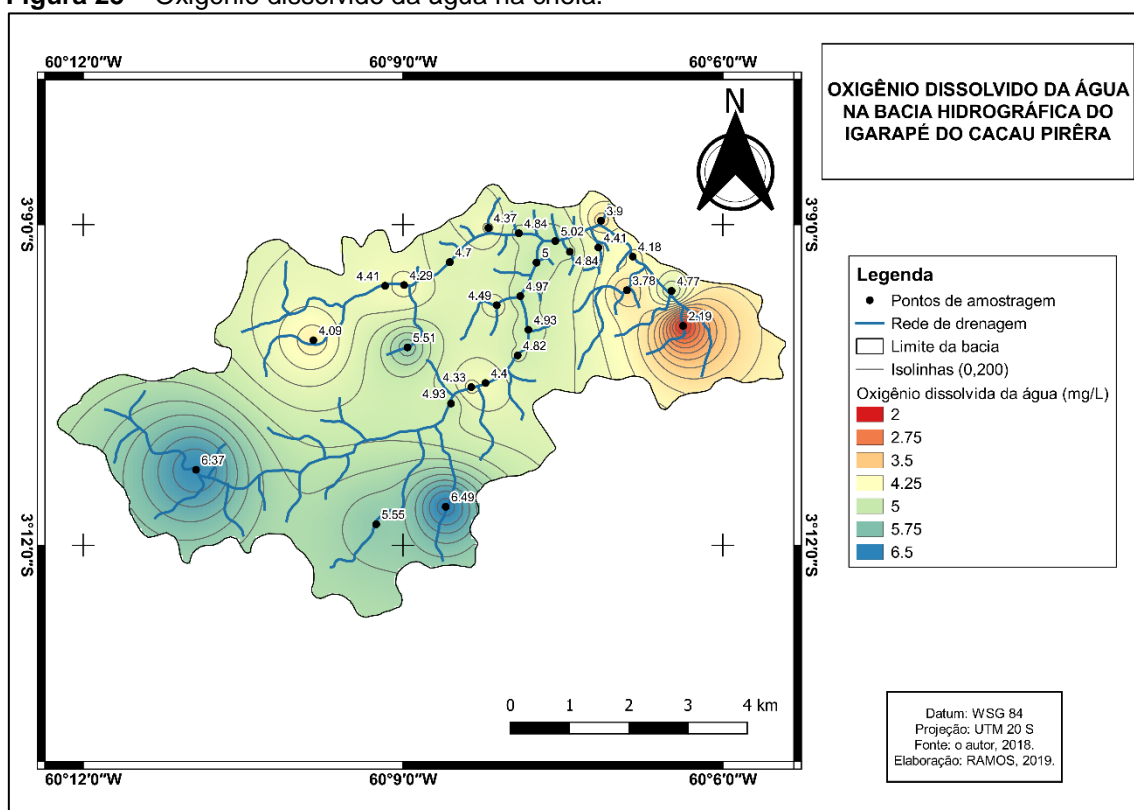 Figura 23 – Oxigênio dissolvido da água na cheia.
60°12'0"W 60°9'0"W 60°6'0"W
OXIGÊNIO DISSOLVIDO DA ÁGUA
NA BACIA HIDROGRÁFICA DO
IGARAPÉ DO CACAU PIRÊRA
N
3°9'0"S 3°9'0"S
4.37
4.84
5.02
3.9
4.41
4.18
4.7
5
4.84
4.41
4.29
4.97
3.78
4.77
4.49
2.19
4.93
4.09
5.51
4.82
4.33
4.4
4.93
6.37
6.49
5.55
3°12'0"S 3°12'0"S
Legenda
Pontos de amostragem
Rede de drenagem
Limite da bacia
Isolinhas (0,200)
Oxigênio dissolvida da água (mg/L)
2
2.75
3.5
4.25
5
5.75
6.5
0 1 2 3 4 km
Datum: WSG 84
Projeção: UTM 20 S
Fonte: o autor, 2018.
Elaboração: RAMOS, 2019.
60°12'0"W 60°9'0"W 60°6'0"W